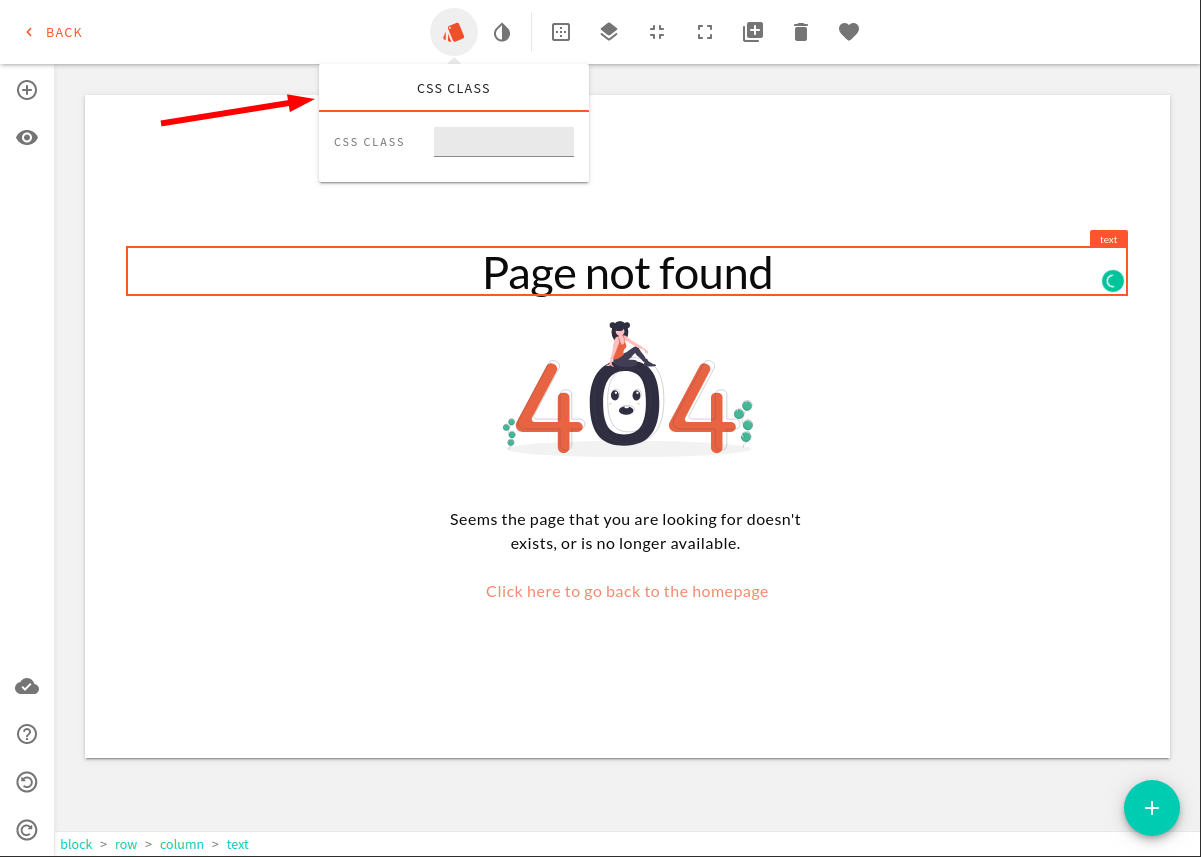 BACK
CSS CLASS
CSS CLASS
text
Page not found
404
Seems the page that you are looking for doesn't
exists, or is no longer available.
Click here to go back to the homepage
block > row > column > text